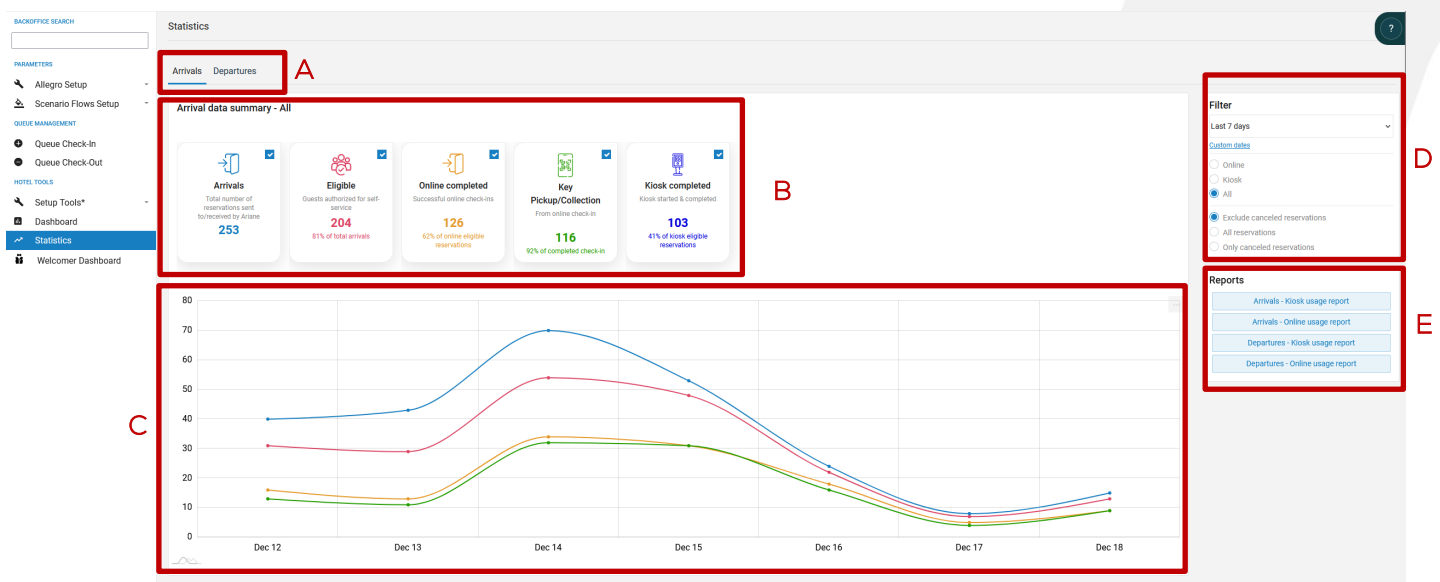 BACKOFFICE SEARCH
PARAMETERS
Allegro Setup
Scenario Flows Setup
QUEUE MANAGEMENT
Queue Check-In
Queue Check-Out
HOTEL TOOLS
Setup Tools*
Dashboard
Statistics
Welcomer Dashboard
Statistics
?
Arrivals Departures
A
Arrival data summary - All
Arrivals
Total number of
reservations sent
to/received by Ariane
253
Eligible
Guests authorized for self-
service
204
81% of total arrivals
Online completed
Successful online check-ins
126
62% of online eligible
reservations
Key
Pickup/Collection
From online check-in
116
92% of completed check-in
Kiosk completed
Kiosk started & completed
103
41% of kiosk eligible
reservations
B
C
80
70
60
50
40
30
20
10
0
Dec 12 Dec 13 Dec 14 Dec 15 Dec 16 Dec 17 Dec 18
Filter
Last 7 days
Custom dates
Online
Kiosk
All
Exclude canceled reservations
All reservations
Only canceled reservations
D
Reports
Arrivals - Kiosk usage report
Arrivals - Online usage report
Departures - Kiosk usage report
Departures - Online usage report
E